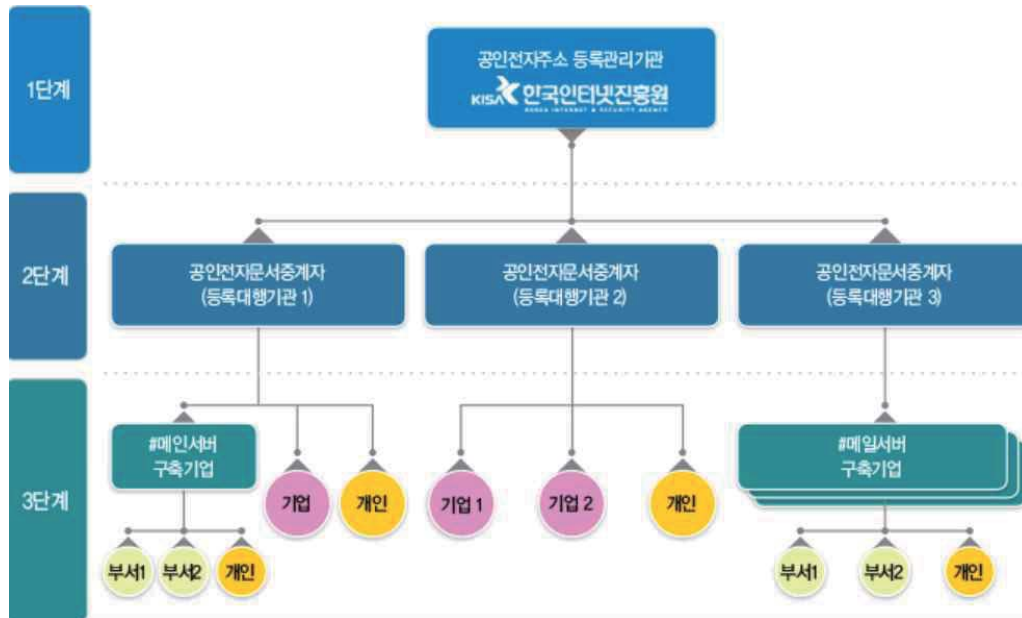 1단계
공인전자주소 등록관리기관
KISA 한국인터넷진흥원
KOREA INTERNET & SECURITY AGENCY
2단계
공인전자문서중계자
(등록대행기관 1)
공인전자문서중계자
(등록대행기관 2)
공인전자문서중계자
(등록대행기관 3)
3단계
#메인서버
구축기업
기업
개인
기업 1
기업 2
개인
#메일서버
구축기업
부서1
부서2
개인
부서1
부서2
개인